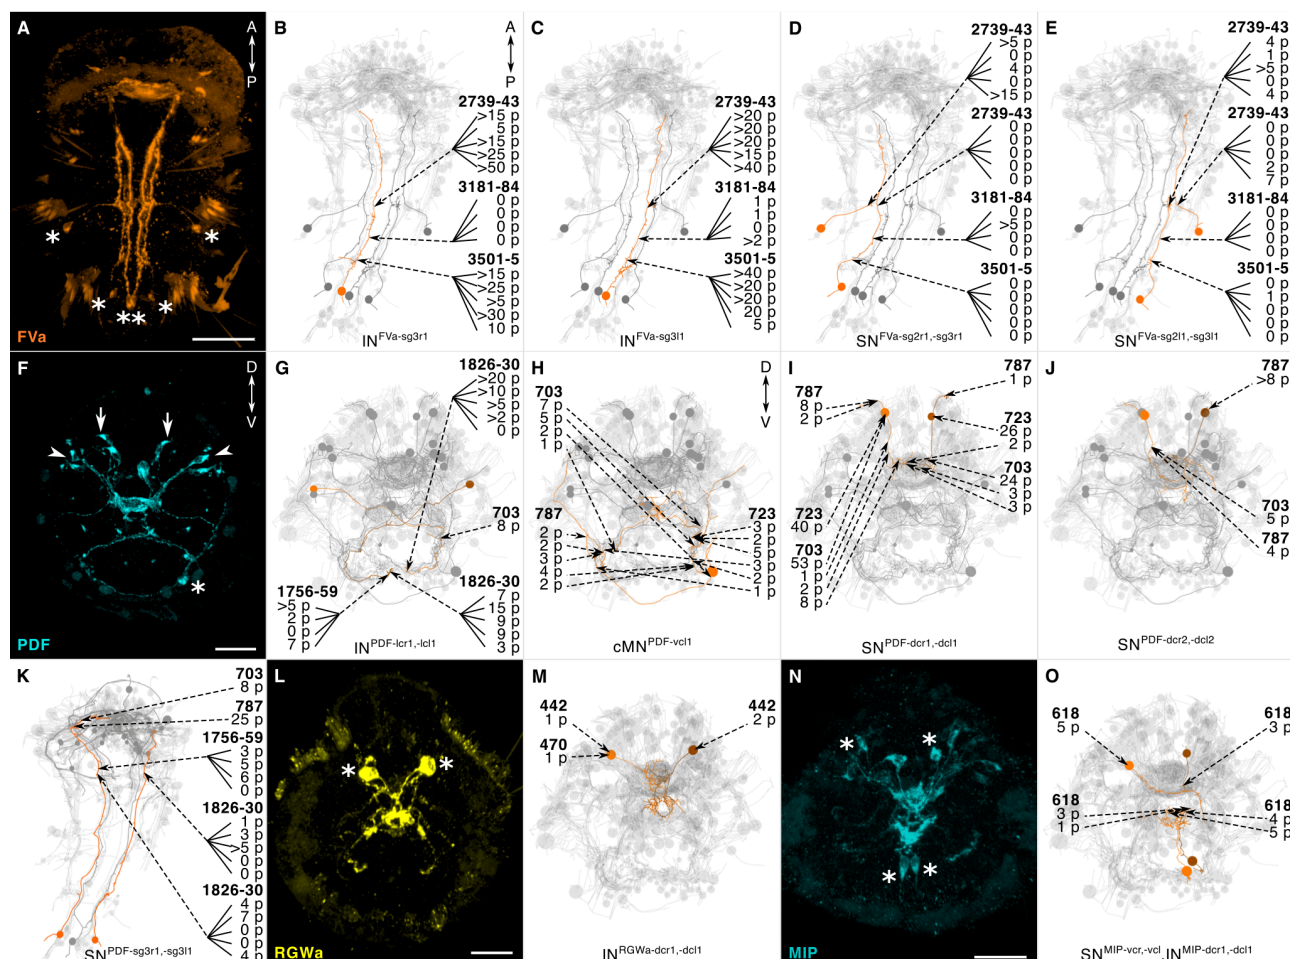 A
A
P
FVa
B
A
P
2739-43
>15 p
5 p
>15 p
>25 p
>50 p
3181-84
0 p
0 p
0 p
0 p
3501-5
>15 p
>25 p
>5 p
>30 p
10 p
IN FVa-sg3r1
C
2739-43
>20 p
>20 p
>20 p
>15 p
>40 p
3181-84
1 p
1 p
0 p
>2 p
3501-5
>40 p
>20 p
>20 p
20 p
5 p
IN FVa-sg3l1
D
2739-43
>5 p
0 p
4 p
0 p
>15 p
2739-43
0 p
0 p
0 p
0 p
0 p
3181-84
0 p
>5 p
0 p
0 p
3501-5
0 p
0 p
0 p
0 p
0 p
SN FVa-sg2r1,-sg3r1
E
2739-43
4 p
1 p
>5 p
0 p
4 p
2739-43
0 p
0 p
0 p
2 p
7 p
3181-84
0 p
0 p
0 p
0 p
3501-5
0 p
1 p
0 p
0 p
0 p
SN FVa-sg2l1,-sg3l1
F
D
V
*
PDF
G
1826-30
>20 p
>10 p
>5 p
>2 p
0 p
703
8 p
1756-59
>5 p
2 p
0 p
7 p
1826-30
7 p
15 p
9 p
9 p
3 p
IN PDF-lcr1,-lcl1
H
D
V
703
7 p
5 p
2 p
1 p
787
2 p
2 p
3 p
4 p
2 p
723
3 p
2 p
5 p
3 p
2 p
1 p
cMN PDF-vcl1
I
787
8 p
2 p
787
1 p
723
26 p
2 p
703
24 p
3 p
3 p
723
40 p
703
53 p
1 p
2 p
8 p
SN PDF-dcr1,-dcl1
J
787
>8 p
703
5 p
787
4 p
SN PDF-dcr2,-dcl2
K
703
8 p
787
25 p
1756-59
3 p
5 p
6 p
0 p
1826-30
1 p
3 p
>5 p
0 p
0 p
1826-30
4 p
7 p
0 p
0 p
4 p
SN PDF-sg3r1,-sg3l1
L
* *
RGWa
M
442
1 p
470
1 p
442
2 p
IN RGWa-dcr1,-dcl1
N
* *
* *
MIP
O
618
5 p
618
3 p
618
3 p
1 p
618
4 p
5 p
SN MIP-vcr,-vcl, IN MIP-dcr1,-dcl1